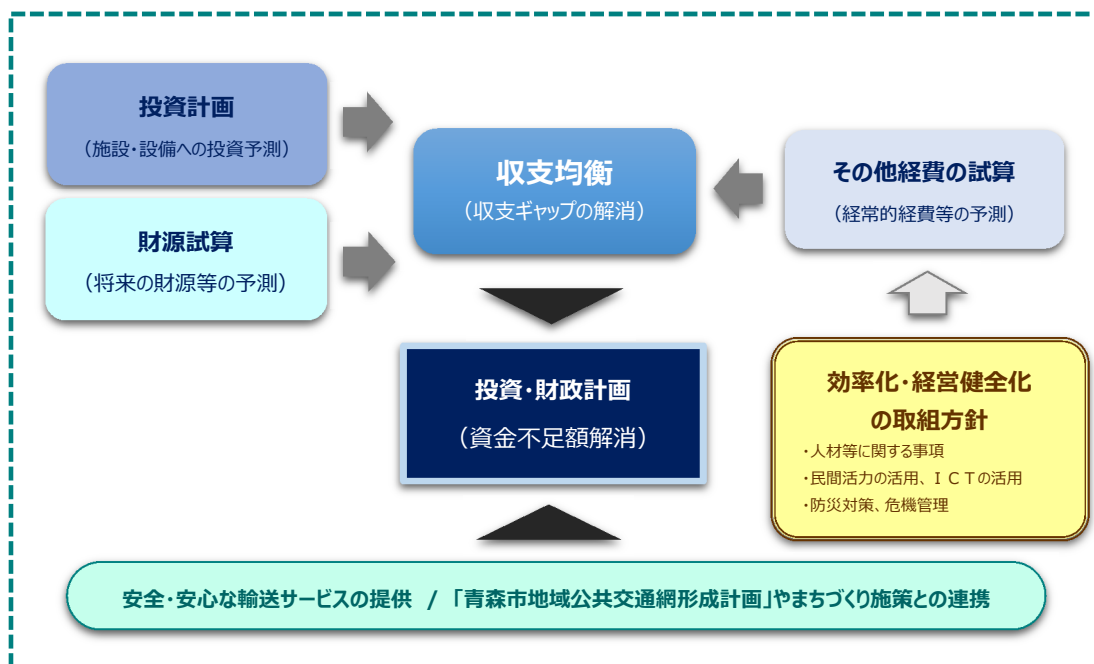 投資計画
（施設・設備への投資予測）
財源試算
（将来の財源等の予測）
収支均衡
（収支ギャップの解消）
その他経費の試算
（経常的経費等の予測）
投資・財政計画
（資金不足額解消）
効率化・経営健全化
の取組方針
・人材等に関する事項
・民間活力の活用、ＩＣＴの活用
・防災対策、危機管理
安全・安心な輸送サービスの提供 / 「青森市地域公共交通網形成計画」やまちづくり施策との連携